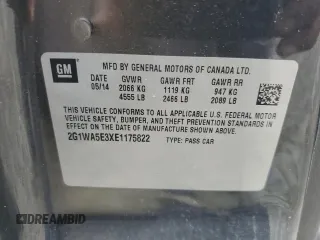 GM
MFD BY GENERAL MOTORS OF CANADA LTD.
DATE GVWR GAWR FRT GAWR RR
05/14 2066 KG 1119 KG 947 KG
4555 LB 2466 LB 2089 LB
THIS VEHICLE CONFORMS TO ALL APPLICABLE U.S. FEDERAL MOTOR
VEHICLE SAFETY, BUMPER, AND THEFT PREVENTION STANDARDS
IN EFFECT ON THE DATE OF MANUFACTURE SHOWN ABOVE.
2G1WA5E3XE1175822 TYPE: PASS CAR
DREAMBID